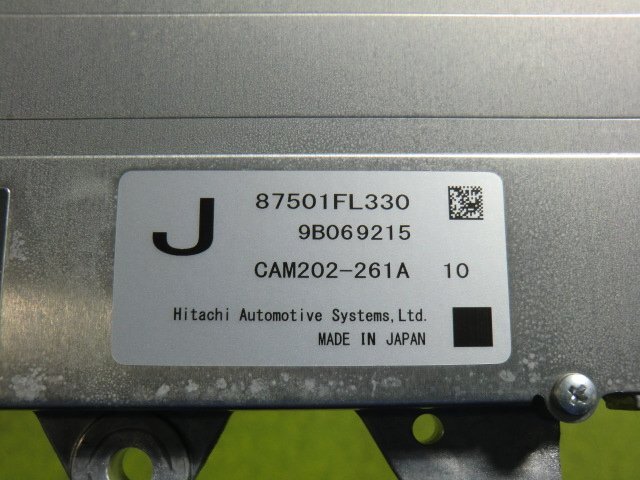 J
87501FL330
9B069215
CAM202-261A 10
Hitachi Automotive Systems,Ltd.
MADE IN JAPAN